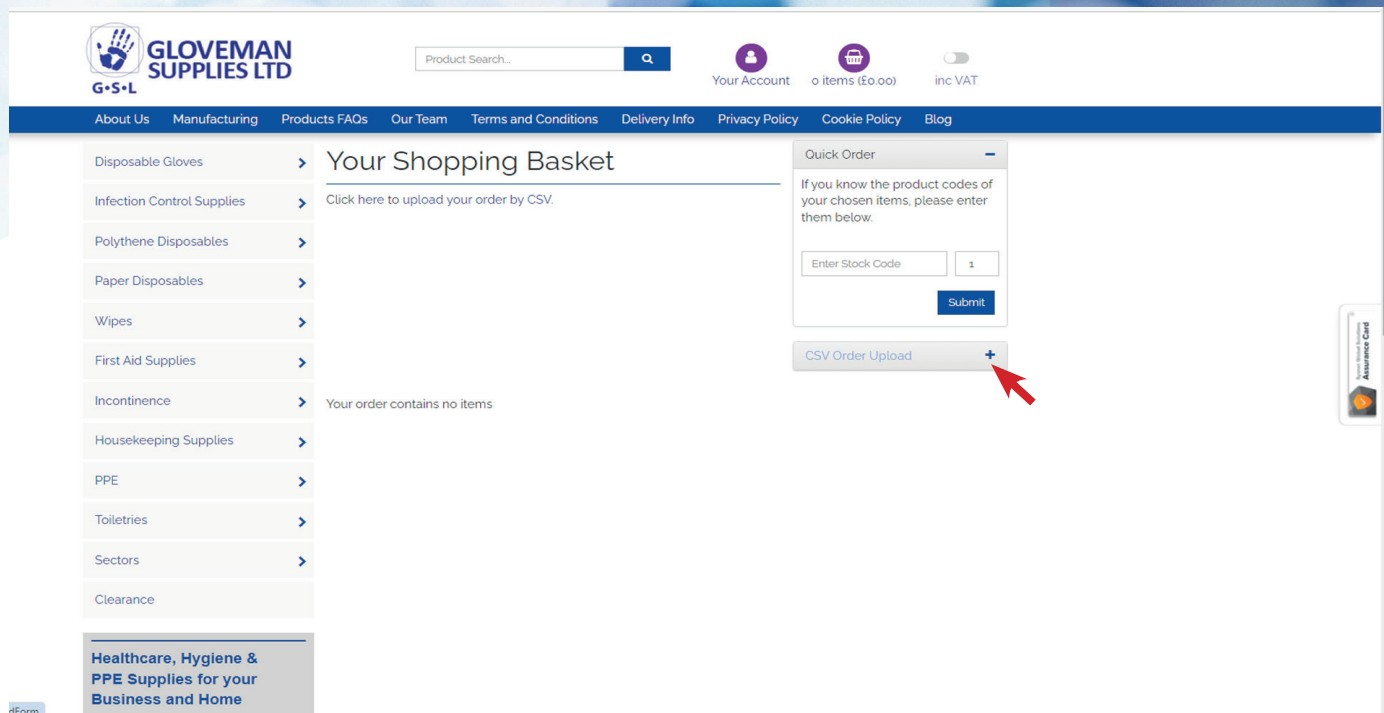 GLOVEMAN
SUPPLIES LTD
G•S•L
Product Search...
Your Account
0 items (£0.00)
inc VAT
About Us Manufacturing Products FAQs Our Team Terms and Conditions Delivery Info Privacy Policy Cookie Policy Blog
Disposable Gloves
Infection Control Supplies
Polythene Disposables
Paper Disposables
Wipes
First Aid Supplies
Incontinence
Housekeeping Supplies
PPE
Toiletries
Sectors
Clearance
Healthcare, Hygiene &
PPE Supplies for your
Business and Home
Your Shopping Basket
Click here to upload your order by CSV.
Your order contains no items
Quick Order
If you know the product codes of
your chosen items, please enter
them below.
Enter Stock Code 1
Submit
CSV Order Upload
Assurance Card
dForm